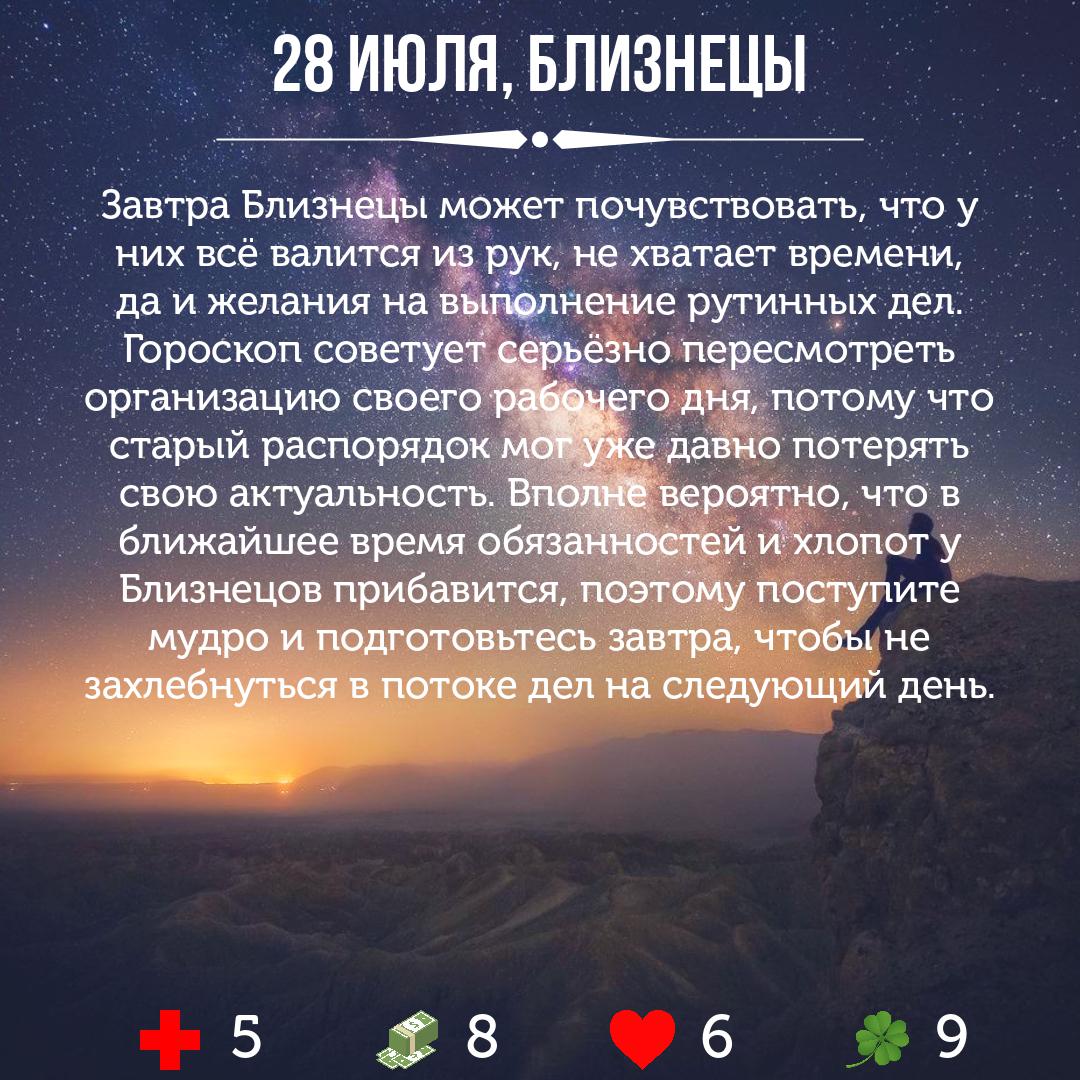 28 ИЮЛЯ, БЛИЗНЕЦЫ
Завтра Близнецы может почувствовать, что у
них всё валится из рук, не хватает времени,
да и желания на выполнение рутинных дел.
Гороскоп советует серьёзно пересмотреть
организацию своего рабочего дня, потому что
старый распорядок мог уже давно потерять
свою актуальность. Вполне вероятно, что в
ближайшее время обязанностей и хлопот у
Близнецов прибавится, поэтому поступите
мудро и подготовьтесь завтра, чтобы не
захлебнуться в потоке дел на следующий день.
5 8 6 9